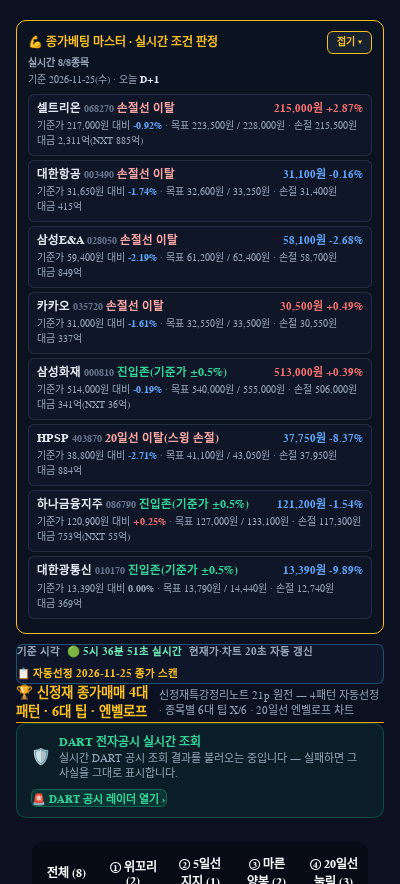 💪 종가베팅 마스터 · 실시간 조건 판정
접기 ▾
실시간 8/8종목
기준 2026-11-25(수) · 오늘 D+1
셀트리온 068270 손절선 이탈 215,000원 +2.87%
기준가 217,000원 대비 -0.92% · 목표 223,500원 / 228,000원 · 손절 215,500원
대금 2,311억(NXT 885억)
대한항공 003490 손절선 이탈 31,100원 -0.16%
기준가 31,650원 대비 -1.74% · 목표 32,600원 / 33,250원 · 손절 31,400원
대금 415억
삼성E&A 028050 손절선 이탈 58,100원 -2.68%
기준가 59,400원 대비 -2.19% · 목표 61,200원 / 62,400원 · 손절 58,700원
대금 849억
카카오 035720 손절선 이탈 30,500원 +0.49%
기준가 31,000원 대비 -1.61% · 목표 32,550원 / 33,500원 · 손절 30,550원
대금 337억
삼성화재 000810 진입존(기준가 ±0.5%) 513,000원 +0.39%
기준가 514,000원 대비 -0.19% · 목표 540,000원 / 555,000원 · 손절 506,000원
대금 341억(NXT 36억)
HPSP 403870 20일선 이탈(스윙 손절) 37,750원 -8.37%
기준가 38,800원 대비 -2.71% · 목표 41,100원 / 43,050원 · 손절 37,950원
대금 884억
하나금융지주 086790 진입존(기준가 ±0.5%) 121,200원 -1.54%
기준가 120,900원 대비 +0.25% · 목표 127,000원 / 133,100원 · 손절 117,300원
대금 753억(NXT 55억)
대한광통신 010170 진입존(기준가 ±0.5%) 13,390원 -9.89%
기준가 13,390원 대비 0.00% · 목표 13,790원 / 14,440원 · 손절 12,740원
대금 369억
기준 시각 🟢 5시 36분 51초 실시간 현재가·차트 20초 자동 갱신
📋 자동선정 2026-11-25 종가 스캔
🏆 신정재 종가매매 4대
패턴 · 6대 팁 · 엔벨로프
신정재특강정리노트 21p 원전 — 4패턴 자동선정
· 종목별 6대 팁 X/6 · 20일선 엔벨로프 차트
DART 전자공시 실시간 조회
실시간 DART 공시 조회 결과를 불러오는 중입니다 — 실패하면 그
사실을 그대로 표시합니다.
🚨 DART 공시 레이더 열기 ›
전체 (8)
① 위꼬리
(2)
② 5일선
지지 (1)
③ 마른
양봉 (2)
④ 20일선
눌림 (3)